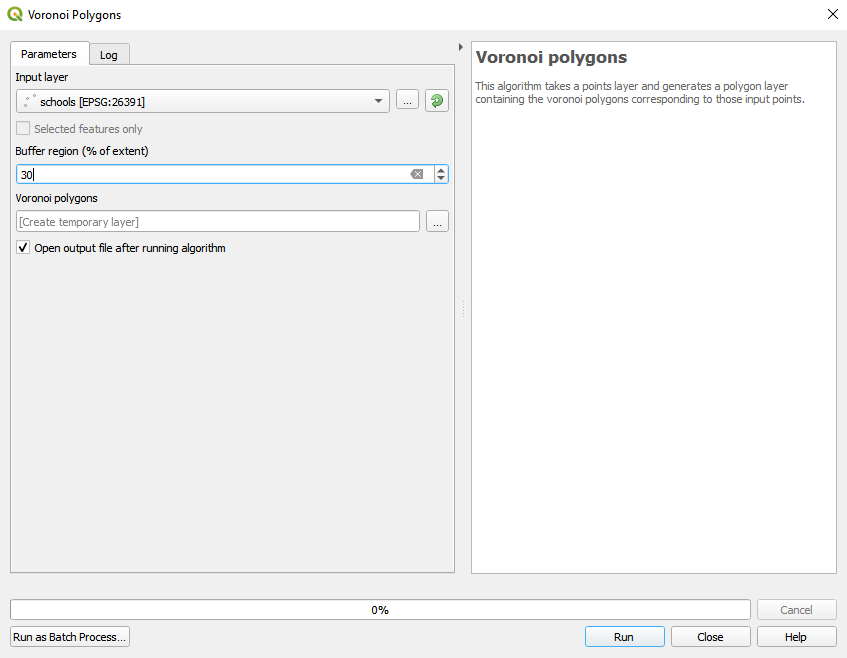 Voronoi Polygons
Parameters
Log
Input layer
schools [EPSG:26391]
...
Selected features only
Buffer region (% of extent)
30
Voronoi polygons
[Create temporary layer]
...
Open output file after running algorithm
Voronoi polygons
This algorithm takes a points layer and generates a polygon layer
containing the voronoi polygons corresponding to those input points.
0%
Cancel
Run as Batch Process...
Run
Close
Help